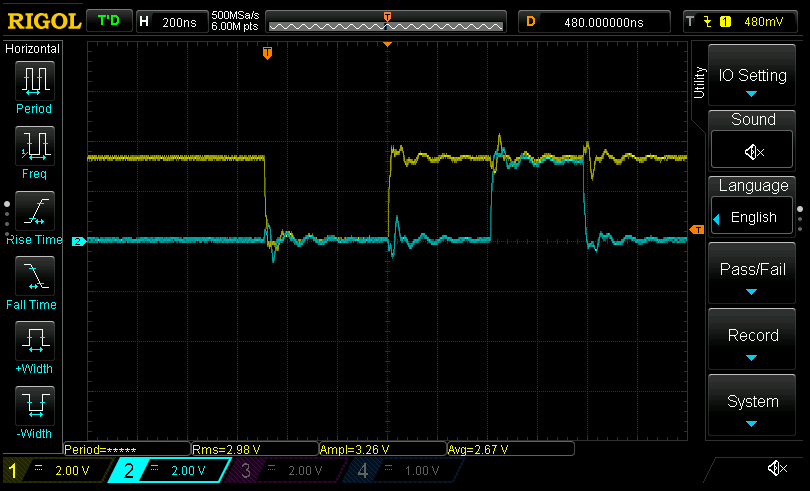 RIGOL T'D H 200ns 500MSa/s 6.00M pts T D 480.000000ns T 1 480mV
Horizontal
Period
Freq
Rise Time
Fall Time
+Width
-Width
T
2
T
Utility
IO Setting
Sound
Language
English
Pass/Fail
Record
System
Period=***** Rms=2.98 V Ampl=3.26 V Avg=2.67 V
1 2.00 V 2 2.00 V 3 2.00 V 4 1.00 V